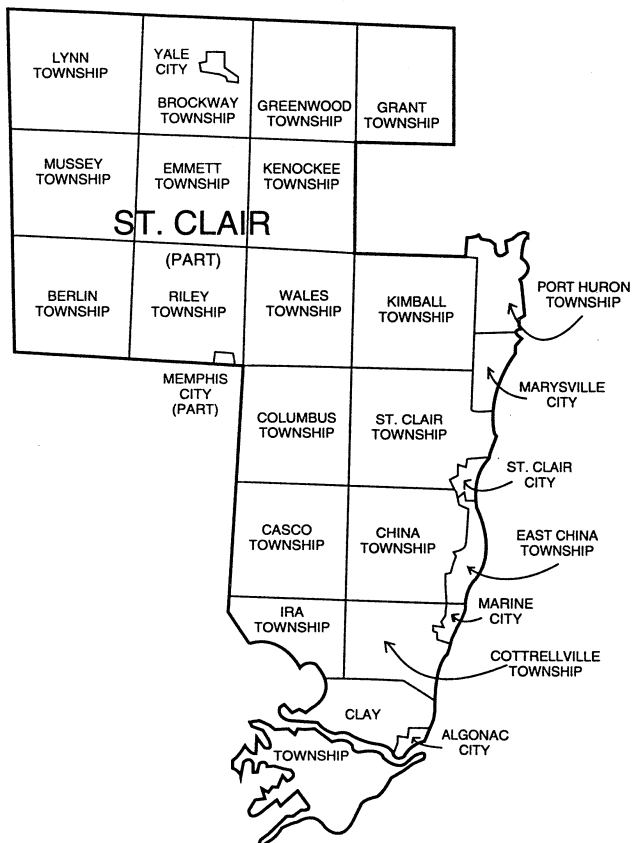 LYNN
TOWNSHIP
YALE
CITY
BROCKWAY
TOWNSHIP
GREENWOOD
TOWNSHIP
GRANT
TOWNSHIP
MUSSEY
TOWNSHIP
EMMETT
TOWNSHIP
KENOCKEE
TOWNSHIP
ST. CLAIR
(PART)
BERLIN
TOWNSHIP
RILEY
TOWNSHIP
WALES
TOWNSHIP
KIMBALL
TOWNSHIP
PORT HURON
TOWNSHIP
MEMPHIS
CITY
(PART)
MARYSVILLE
CITY
COLUMBUS
TOWNSHIP
ST. CLAIR
TOWNSHIP
ST. CLAIR
CITY
CASCO
TOWNSHIP
CHINA
TOWNSHIP
EAST CHINA
TOWNSHIP
IRA
TOWNSHIP
MARINE
CITY
COTTRELLVILLE
TOWNSHIP
CLAY
TOWNSHIP
ALGONAC
CITY